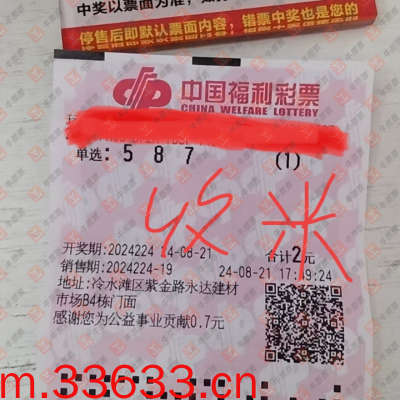 中奖以票面为准,
停售后即默认票面内容,错票中奖也是您的
中国福利彩票
CHINA WELFARE LOTTERY
单选: 5 8 7 (1)
收米
开奖期: 2024224 24-08-21 合计2元
销售期: 2024224-19 24-08-21 17:49:24
地址: 冷水滩区紫金路永达建材
市场B4栋门面
感谢您为公益事业贡献0.7元
m.33633.cn